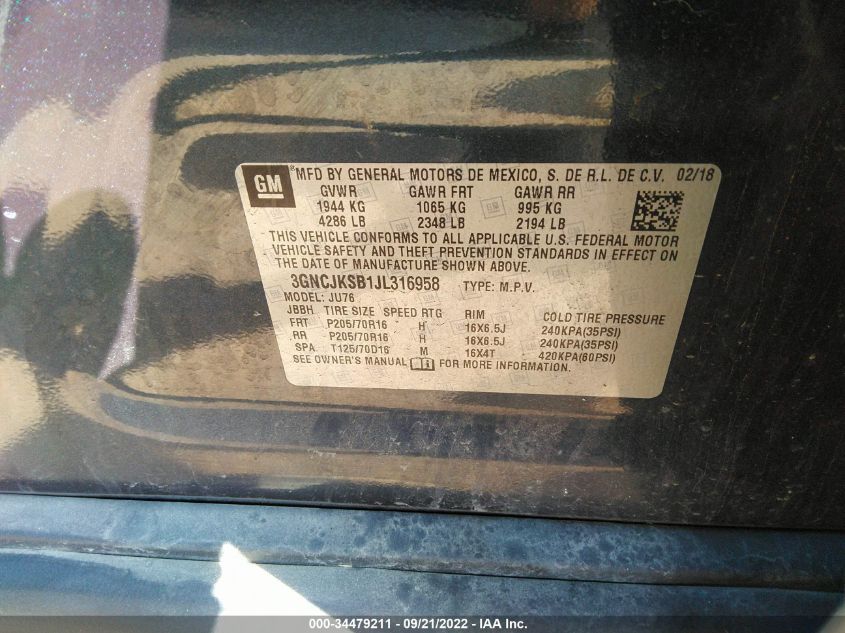 GM ® MFD BY GENERAL MOTORS DE MEXICO, S. DE R.L. DE C.V. 02/18
GVWR GAWR FRT GAWR RR
1944 KG 1065 KG 995 KG
4286 LB 2348 LB 2194 LB
THIS VEHICLE CONFORMS TO ALL APPLICABLE U.S. FEDERAL MOTOR
VEHICLE SAFETY AND THEFT PREVENTION STANDARDS IN EFFECT ON
DATE OF MANUFACTURE SHOWN ABOVE.
3GNCJKSB1JL316958 TYPE: M.P.V.
MODEL: JU76
JBBH TIRE SIZE SPEED RTG RIM COLD TIRE PRESSURE
FRT P205/70R16 H 16X6.5J 240KPA(35PSI)
RR P205/70R16 H 16X6.5J 240KPA(35PSI)
SPA T125/70D16 M 16X4T 420KPA(60PSI)
SEE OWNER'S MANUAL FOR MORE INFORMATION.
000-34479211 - 09/21/2022 - IAA Inc.